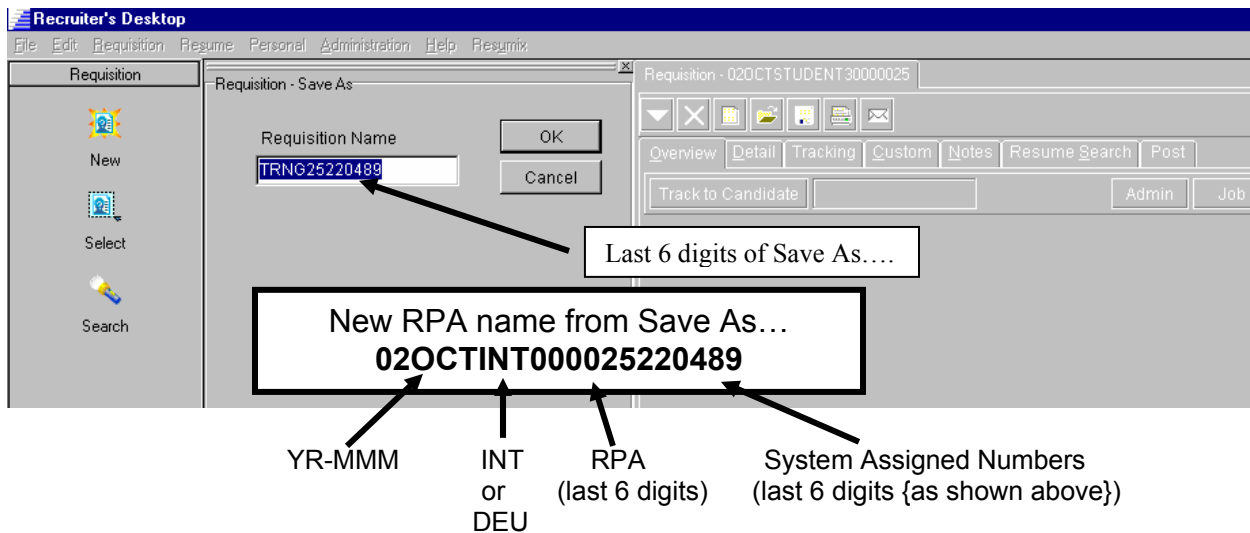 Recruiter's Desktop
File Edit Requisition Resume Personal Administration Help Resumix
Requisition
New
Select
Search
Requisition - Save As
Requisition Name
TRNG25220489
OK
Cancel
Requisition - 02OCTSTUDENT30000025
Overview Detail Tracking Custom Notes Resume Search Post
Track to Candidate
Admin
Job
Last 6 digits of Save As….
New RPA name from Save As…
02OCTINT000025220489
YR-MMM
INT
or
DEU
RPA
(last 6 digits)
System Assigned Numbers
(last 6 digits {as shown above})